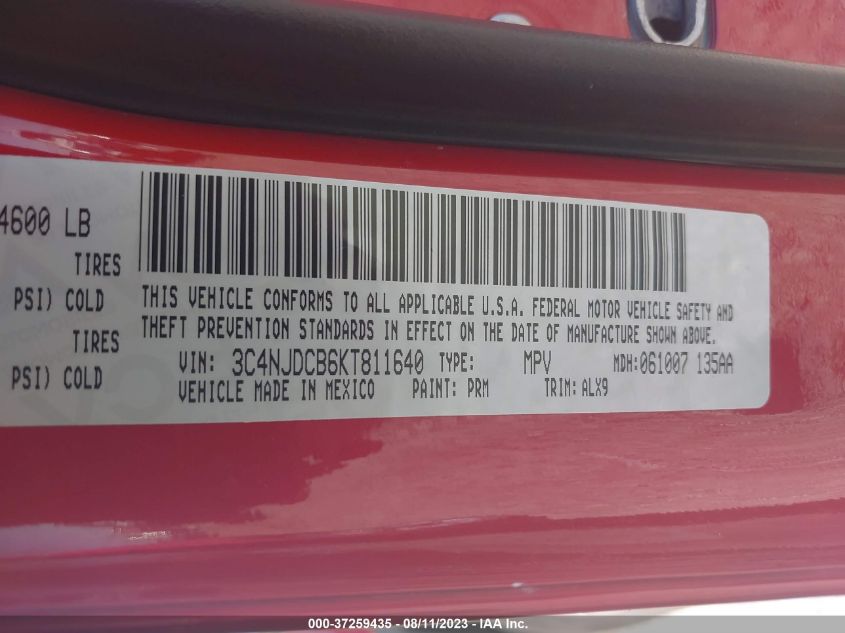 4600 LB
TIRES
PSI) COLD
TIRES
PSI) COLD
THIS VEHICLE CONFORMS TO ALL APPLICABLE U.S.A. FEDERAL MOTOR VEHICLE SAFETY AND
THEFT PREVENTION STANDARDS IN EFFECT ON THE DATE OF MANUFACTURE SHOWN ABOVE.
VIN: 3C4NJDCB6KT811640 TYPE: MPV MDH:061007 135AA
VEHICLE MADE IN MEXICO PAINT: PRM TRIM:ALX9
000-37259435 - 08/11/2023 - IAA Inc.